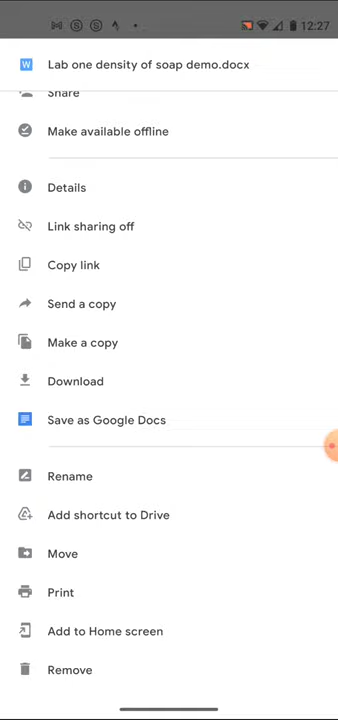 12:27
W Lab one density of soap demo.docx
Share
Make available offline
Details
Link sharing off
Copy link
Send a copy
Make a copy
Download
Save as Google Docs
Rename
Add shortcut to Drive
Move
Print
Add to Home screen
Remove